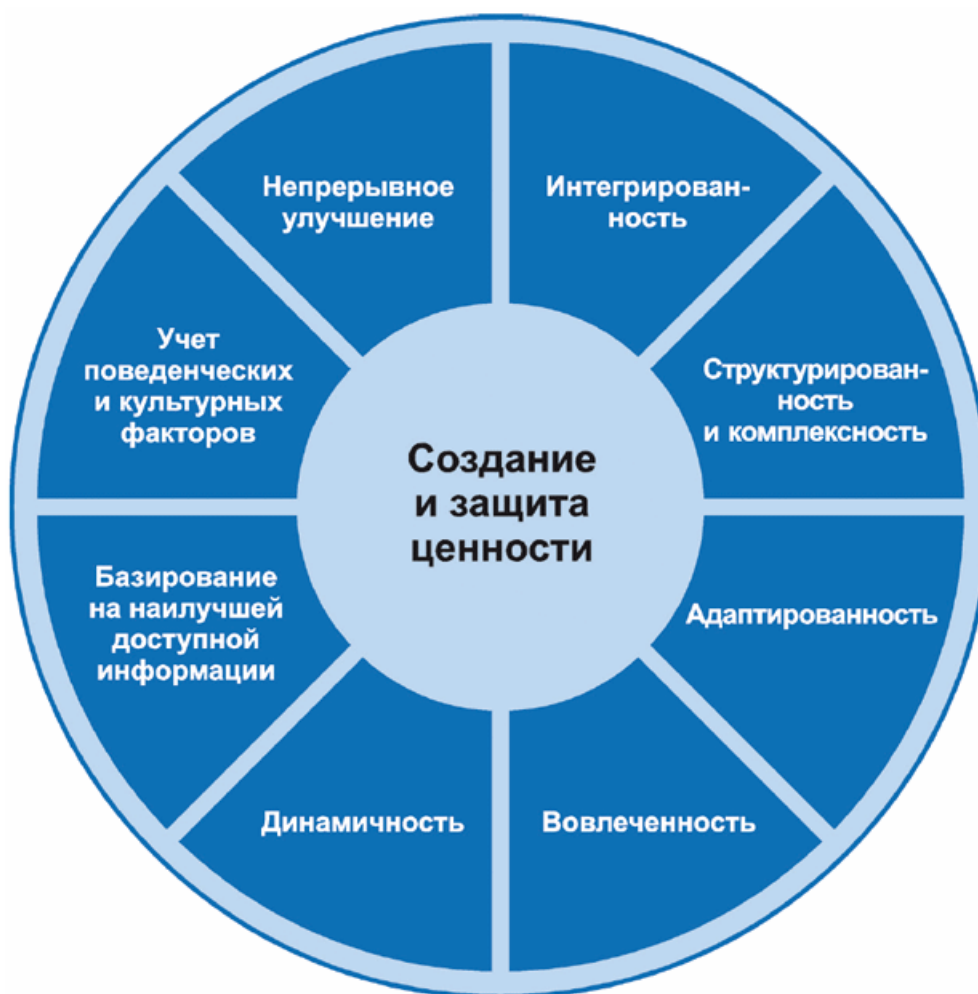 Непрерывное
улучшение
Интегрирован-
ность
Учет
поведенческих
и культурных
факторов
Структурирован-
ность
и комплексность
Создание
и защита
ценности
Базирование
на наилучшей
доступной
информации
Адаптированность
Динамичность
Вовлеченность